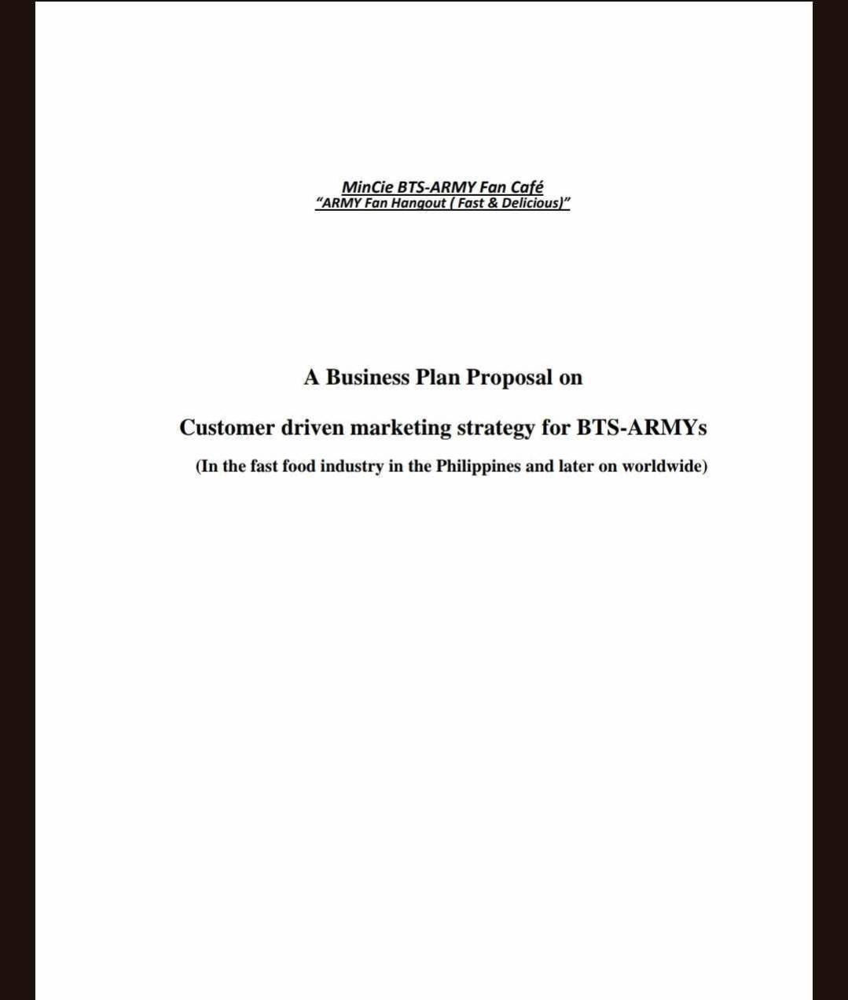 MinCie BTS-ARMY Fan Café
“ARMY Fan Hangout ( Fast & Delicious)”
A Business Plan Proposal on
Customer driven marketing strategy for BTS-ARMYs
(In the fast food industry in the Philippines and later on worldwide)